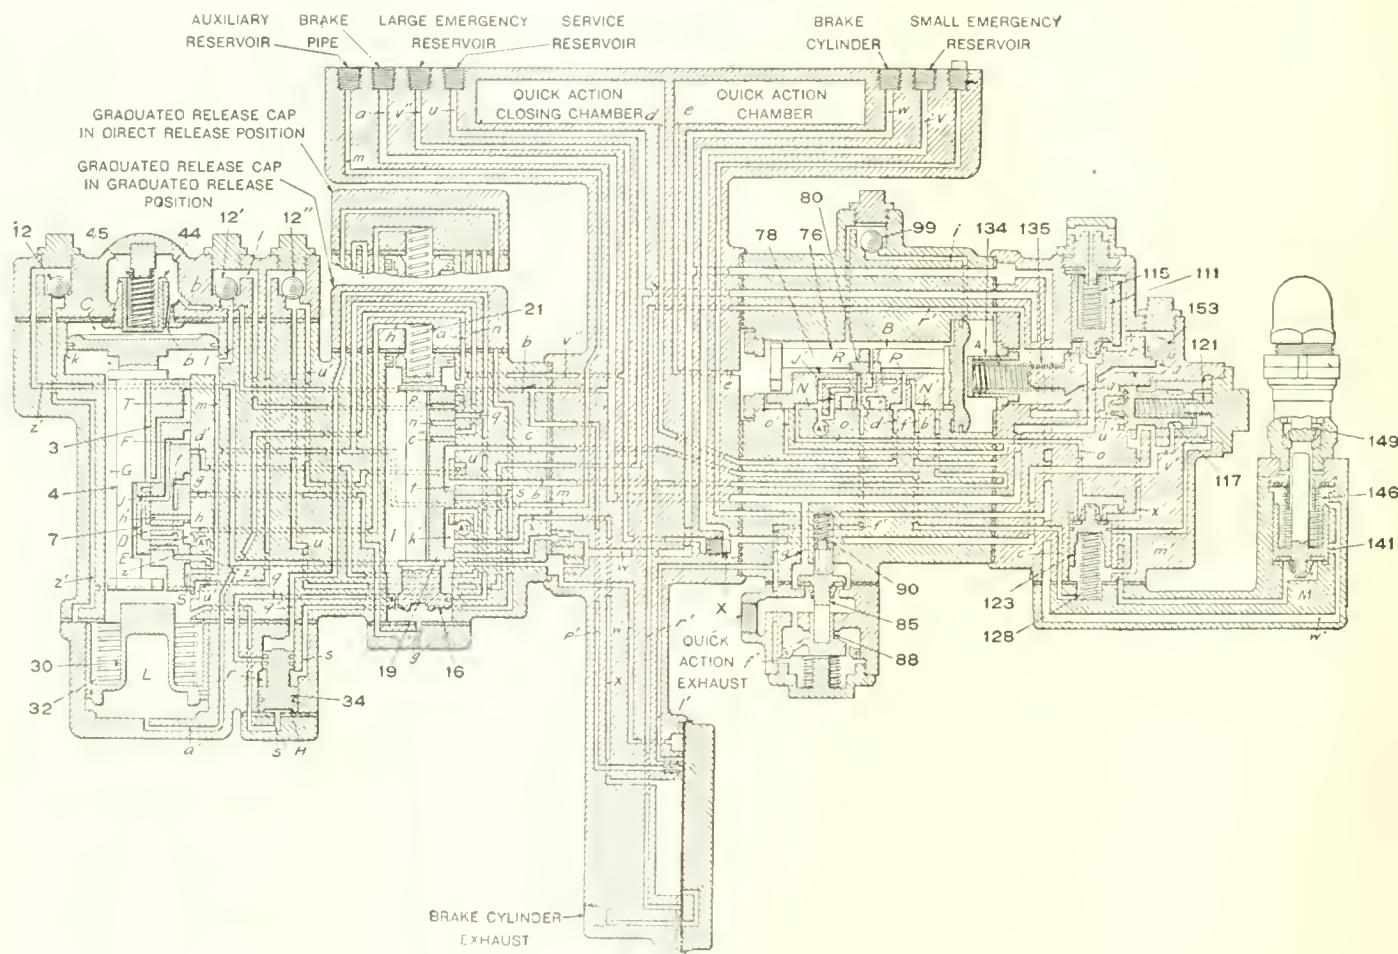 AUXILIARY RESERVOIR
BRAKE PIPE
LARGE EMERGENCY RESERVOIR
SERVICE RESERVOIR
BRAKE CYLINDER
SMALL EMERGENCY RESERVOIR
QUICK ACTION CLOSING CHAMBER
d
e
QUICK ACTION CHAMBER
a
v''
u
w
v
m
GRADUATED RELEASE CAP
IN DIRECT RELEASE POSITION
GRADUATED RELEASE CAP
IN GRADUATED RELEASE
POSITION
12
45
44
12'
12"
80
78
76
99
134
135
115
111
153
121
21
3
4
7
149
146
141
117
30
32
L
34
19
16
90
85
88
123
128
X
QUICK
ACTION
EXHAUST
BRAKE CYLINDER
EXHAUST
B
J
R
P
N
N
A
T
F
G
J
D
E
S
H
M
a'
z'
z'
m'
w'
c'
p'
r'